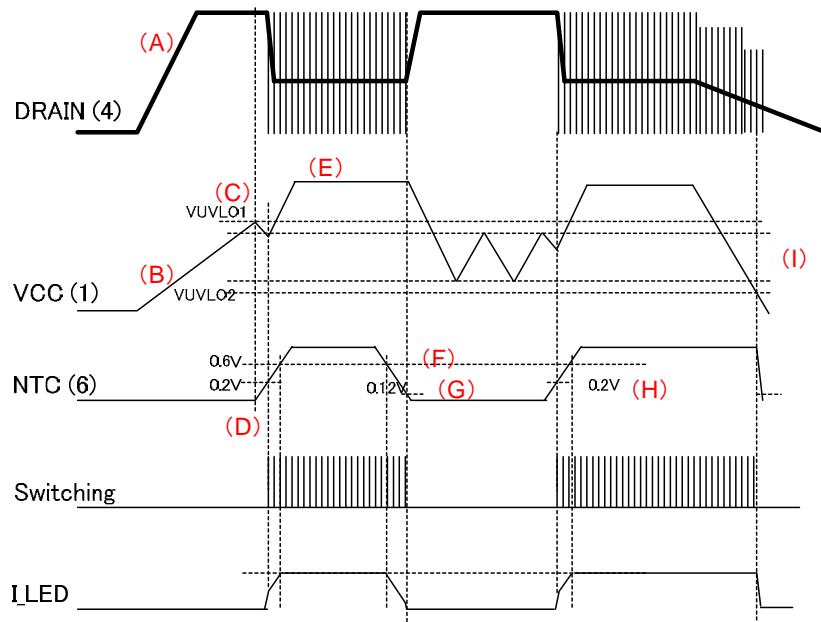 (A)
DRAIN (4)
(E)
(C)
VUVLO1
(B)
(I)
VCC (1)
VUVLO2
0.6V
(F)
NTC (6)
0.2V
0.12V
(G)
0.2V
(H)
(D)
Switching
I_LED